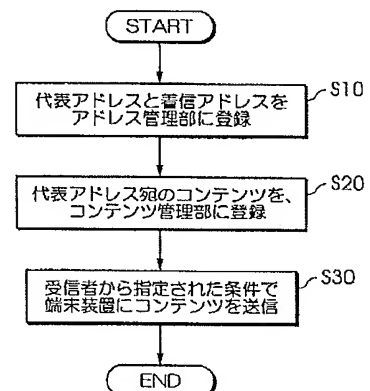 START
代表アドレスと着信アドレスを
アドレス管理部に登録
S10
代表アドレス宛のコンテンツを、
コンテンツ管理部に登録
S20
受信者から指定された条件で
端末装置にコンテンツを送信
S30
END